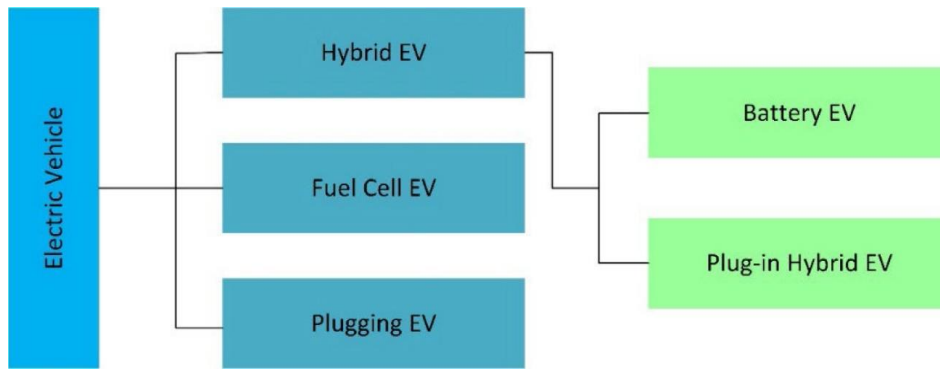 Electric Vehicle
Hybrid EV
Fuel Cell EV
Plugging EV
Battery EV
Plug-in Hybrid EV